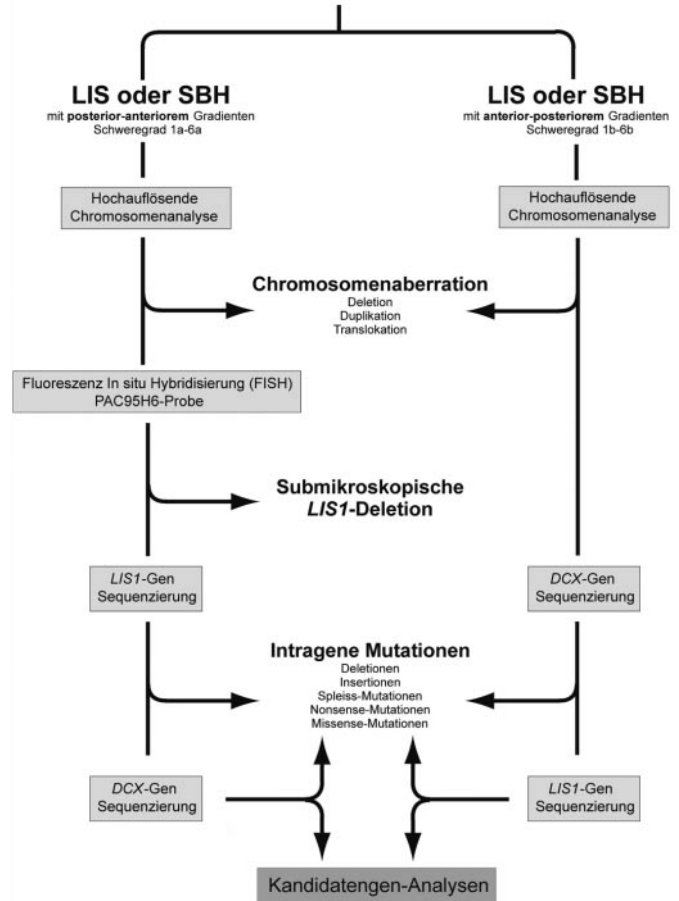 LIS oder SBH
mit posterior-anteriorem Gradienten
Schweregrad 1a-6a
LIS oder SBH
mit anterior-posteriorem Gradienten
Schweregrad 1b-6b
Hochauflösende
Chromosomenanalyse
Hochauflösende
Chromosomenanalyse
Chromosomenaberration
Deletion
Duplikation
Translokation
Fluoreszenz In situ Hybridisierung (FISH)
PAC95H6-Probe
Submikroskopische
LIS1-Deletion
LIS1-Gen
Sequenzierung
DCX-Gen
Sequenzierung
Intragene Mutationen
Deletionen
Insertionen
Spleiss-Mutationen
Nonsense-Mutationen
Missense-Mutationen
DCX-Gen
Sequenzierung
LIS1-Gen
Sequenzierung
Kandidatengen-Analysen